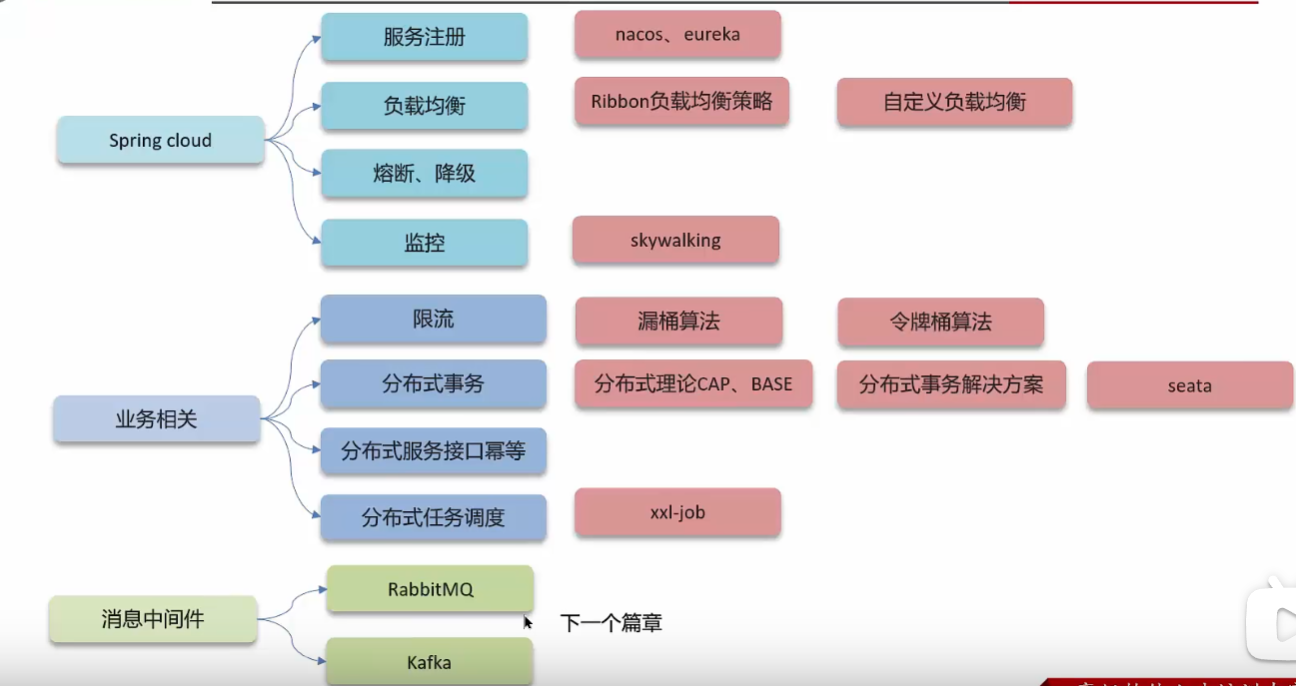 Spring cloud
服务注册
nacos、eureka
负载均衡
Ribbon负载均衡策略
自定义负载均衡
熔断、降级
监控
skywalking
业务相关
限流
漏桶算法
令牌桶算法
分布式事务
分布式理论CAP、BASE
分布式事务解决方案
seata
分布式服务接口幂等
分布式任务调度
xxl-job
消息中间件
RabbitMQ
下一个篇章
Kafka